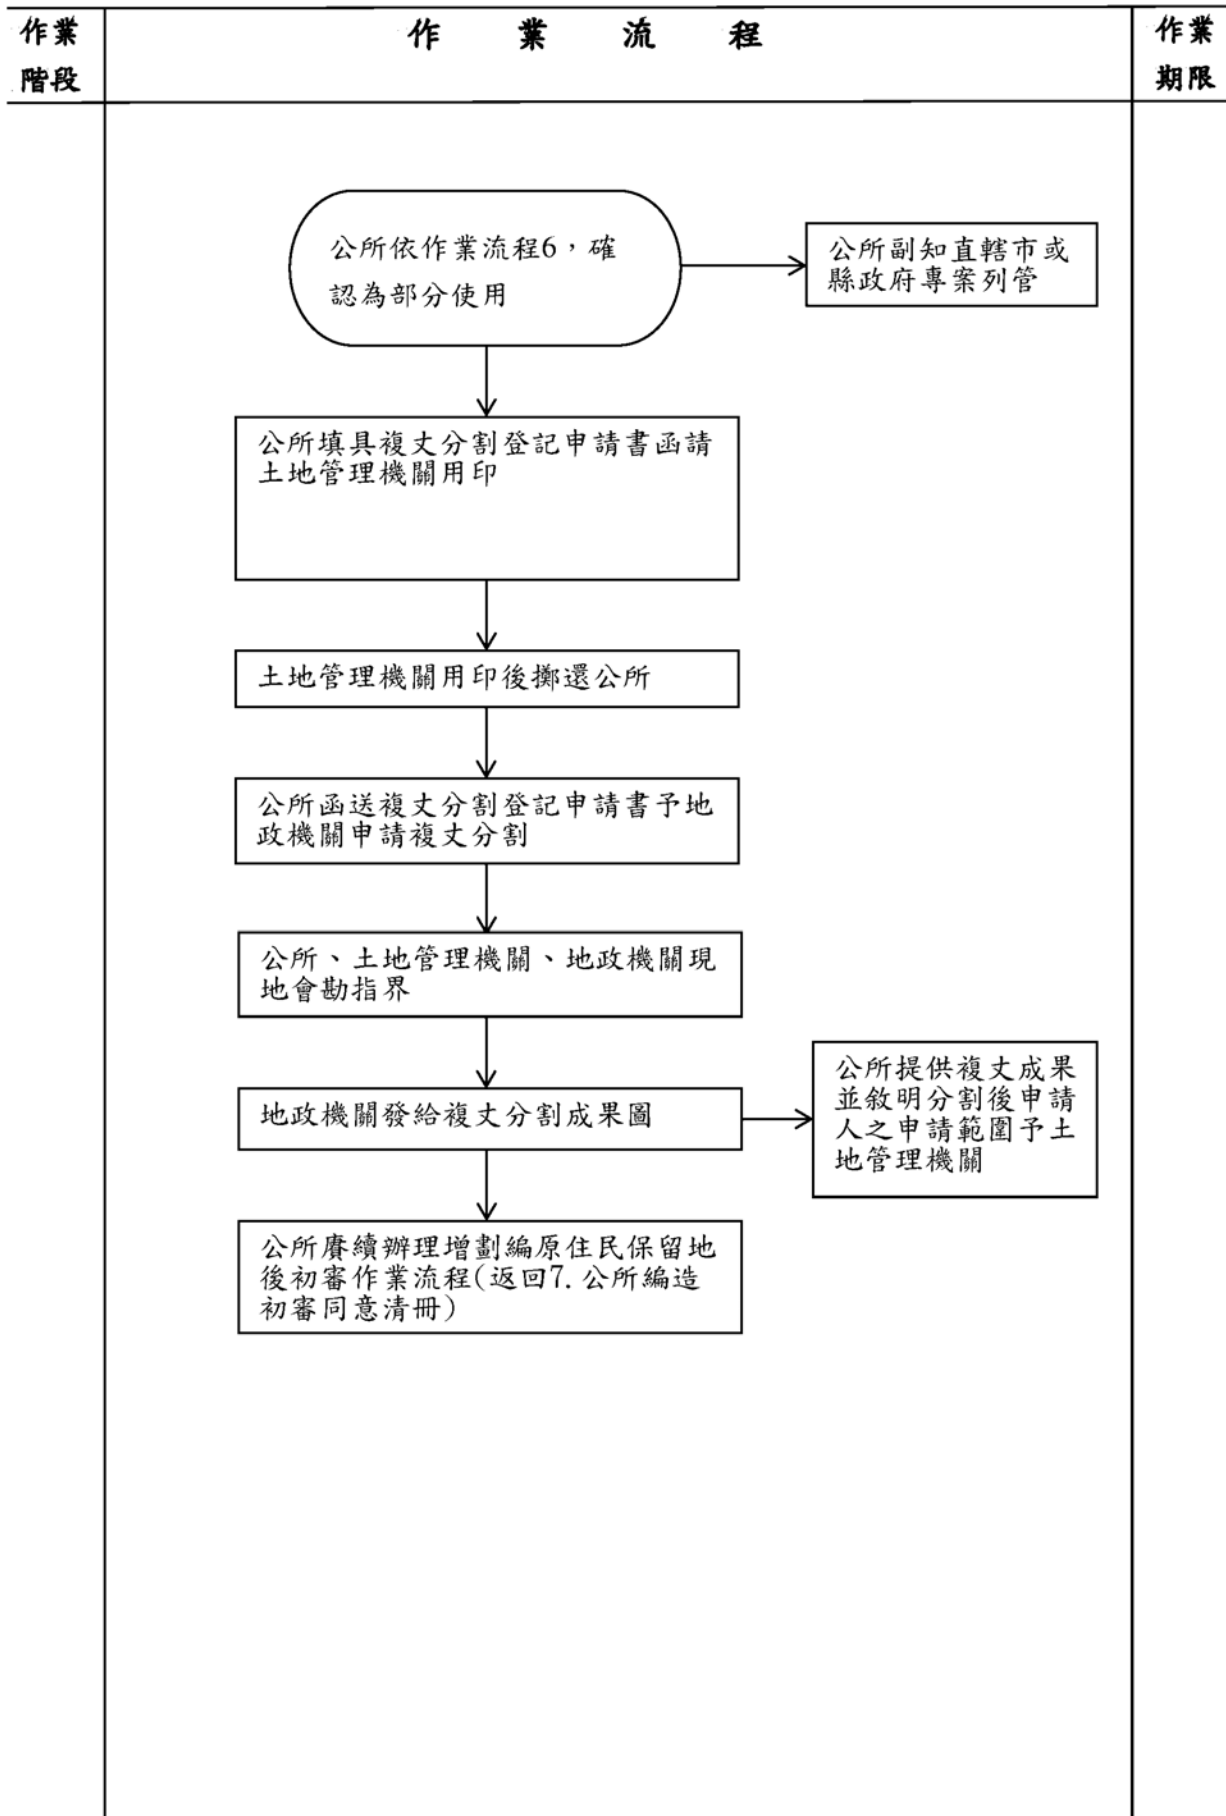 作業
階段
作業流程
作業
期限
公所依作業流程6，確
認為部分使用
公所副知直轄市或
縣政府專案列管
公所填具複丈分割登記申請書函請
土地管理機關用印
土地管理機關用印後擲還公所
公所函送複丈分割登記申請書予地
政機關申請複丈分割
公所、土地管理機關、地政機關現
地會勘指界
地政機關發給複丈分割成果圖
公所提供複丈成果
並敘明分割後申請
人之申請範圍予土
地管理機關
公所賡續辦理增劃編原住民保留地
後初審作業流程(返回7.公所編造
初審同意清冊)